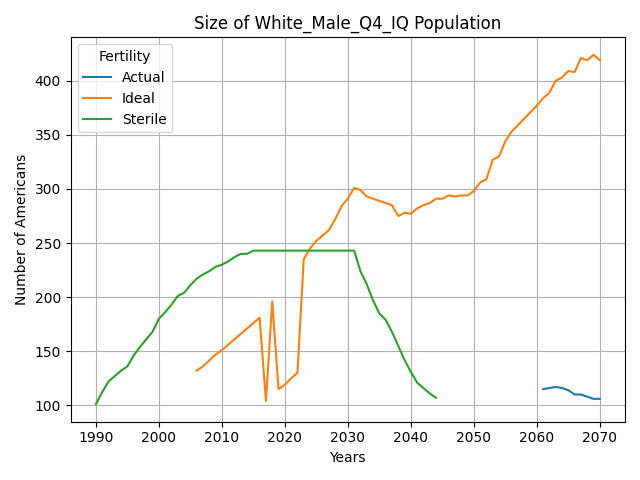 Size of White_Male_Q4_IQ Population
Fertility
Actual
Ideal
Sterile
Number of Americans
400
350
300
250
200
150
100
1990 2000 2010 2020 2030 2040 2050 2060 2070
Years